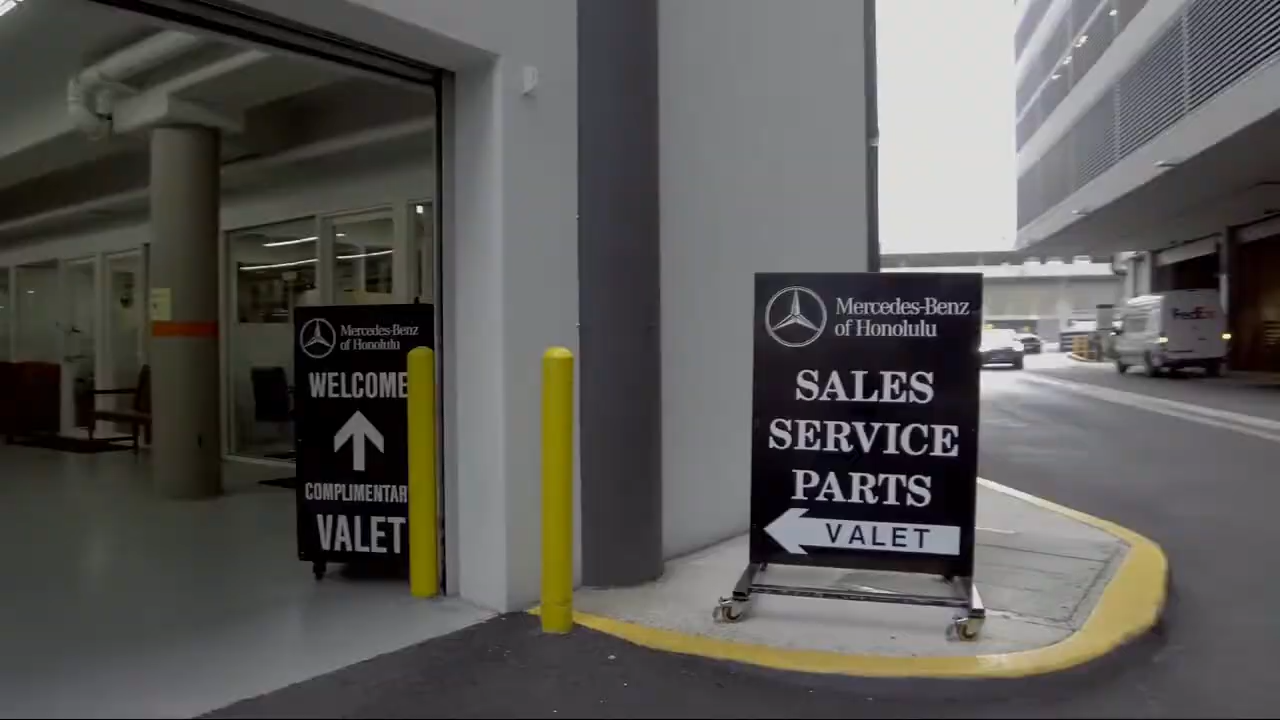 Mercedes-Benz
of Honolulu
WELCOME
COMPLIMENTAR
VALET
Mercedes-Benz
of Honolulu
SALES
SERVICE
PARTS
VALET
FedEx